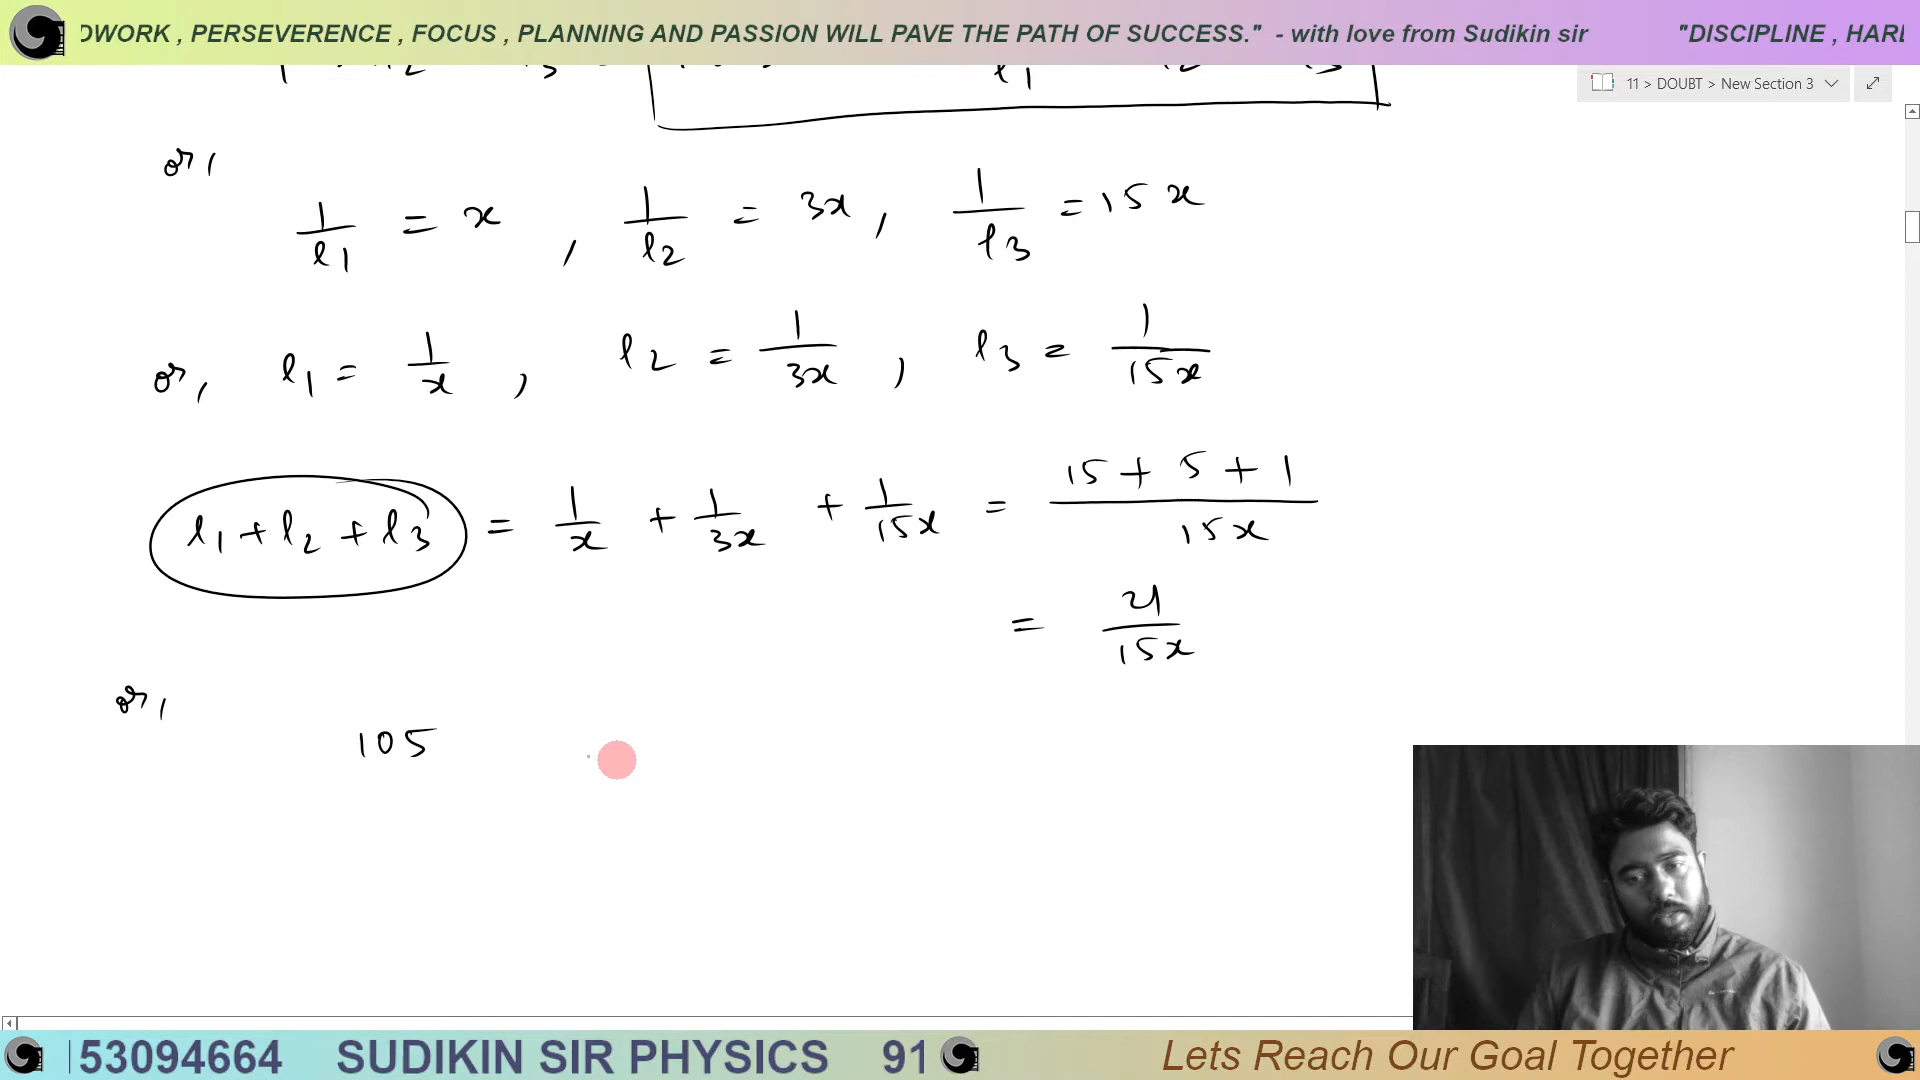 DWORK , PERSEVERENCE , FOCUS , PLANNING AND PASSION WILL PAVE THE PATH OF SUCCESS." - with love from Sudikin sir "DISCIPLINE , HARD
11 > DOUBT > New Section 3
or,
1/l1 = x , 1/l2 = 3x , 1/l3 = 15x
or, l1 = 1/x , l2 = 1/3x , l3 = 1/15x
l1 + l2 + l3 = 1/x + 1/3x + 1/15x = 15 + 5 + 1/15x
= 21/15x
or,
105
53094664 SUDIKIN SIR PHYSICS 91 Lets Reach Our Goal Together